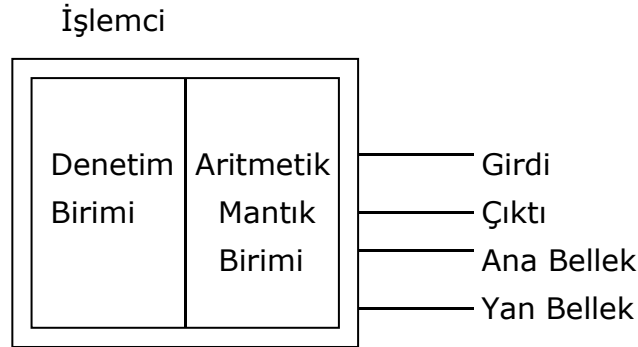 İşlemci
Denetim
Birimi
Aritmetik
Mantık
Birimi
Girdi
Çıktı
Ana Bellek
Yan Bellek